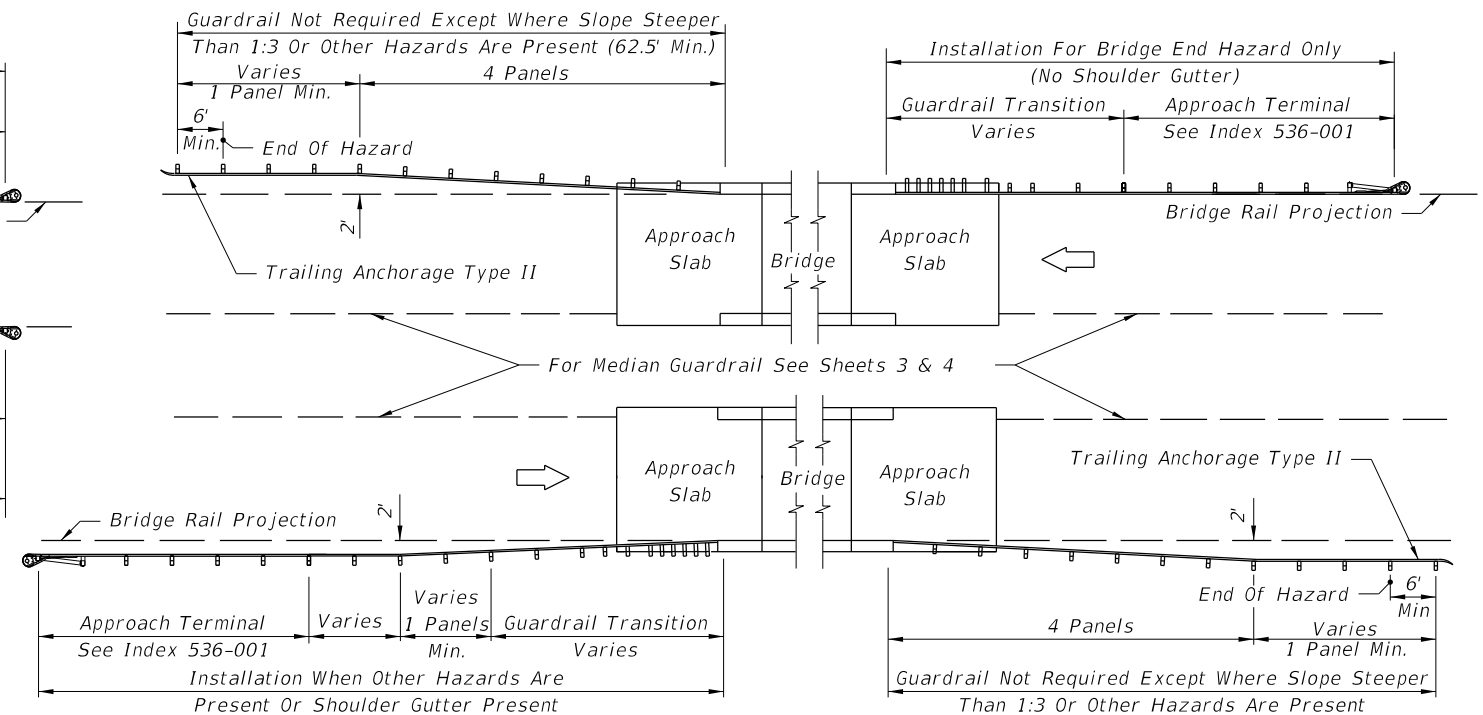 Guardrail Not Required Except Where Slope Steeper
Than 1:3 Or Other Hazards Are Present (62.5' Min.)
Varies
1 Panel Min.
4 Panels
6'
Min.
End Of Hazard
2'
Trailing Anchorage Type II
Installation For Bridge End Hazard Only
(No Shoulder Gutter)
Guardrail Transition
Varies
Approach Terminal
See Index 536-001
Bridge Rail Projection
Approach
Slab
Bridge
Approach
Slab
For Median Guardrail See Sheets 3 & 4
Approach
Slab
Bridge
Approach
Slab
Bridge Rail Projection
2'
Approach Terminal
See Index 536-001
Varies
Varies
1 Panels
Min.
Guardrail Transition
Varies
Installation When Other Hazards Are
Present Or Shoulder Gutter Present
Trailing Anchorage Type II
2'
End Of Hazard
6'
Min
4 Panels
Varies
1 Panel Min.
Guardrail Not Required Except Where Slope Steeper
Than 1:3 Or Other Hazards Are Present